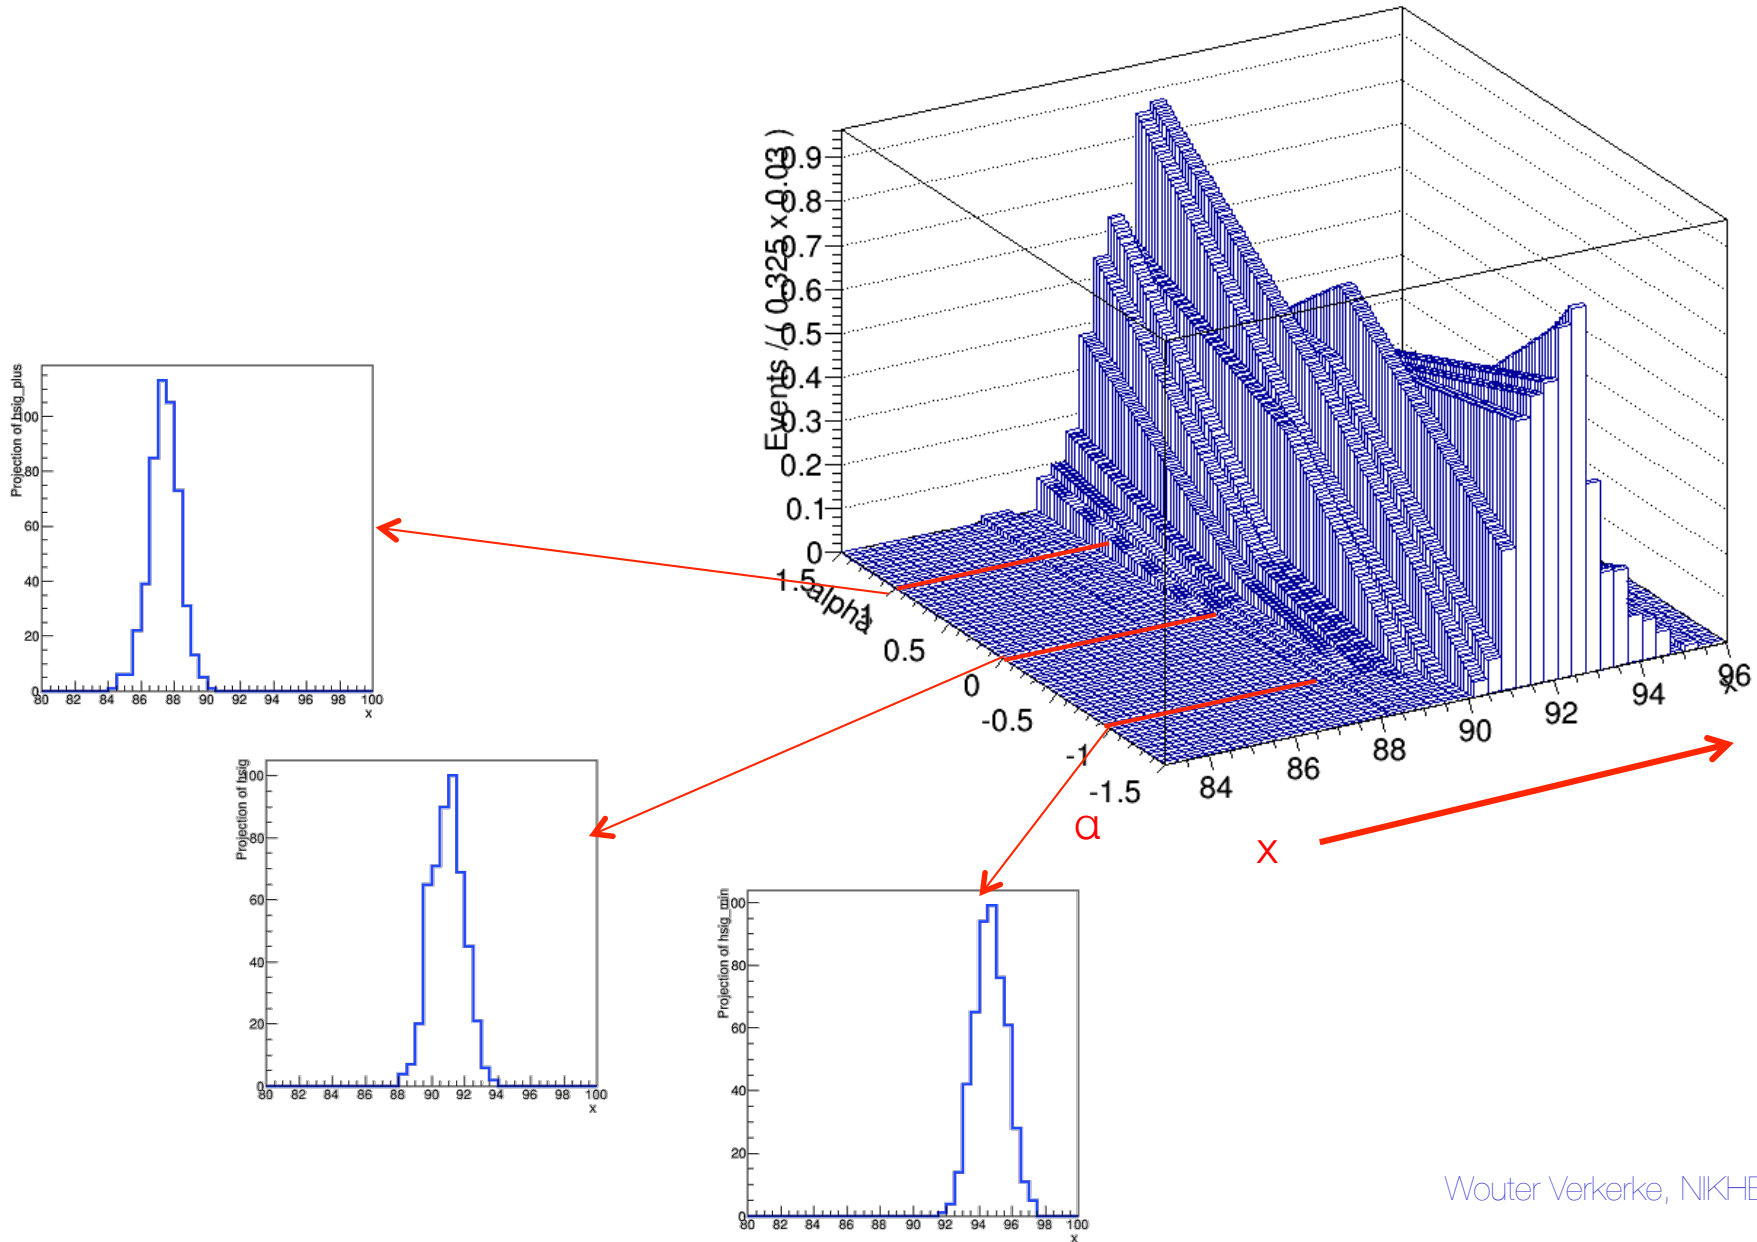 Events / ( 0.325 x 0.03 )
0.9
0.8
0.7
0.6
0.5
0.4
0.3
0.2
0.1
0
1.5
alpha
1
0.5
0
-0.5
-1
-1.5
84
86
88
90
92
94
96
x
α
x
Projection of hsig_plus
100
80
60
40
20
0
80 82 84 86 88 90 92 94 96 98 100
x
Projection of hsig
100
80
60
40
20
0
80 82 84 86 88 90 92 94 96 98 100
x
Projection of hsig_min
100
80
60
40
20
0
80 82 84 86 88 90 92 94 96 98 100
x
Wouter Verkerke, NIKHE